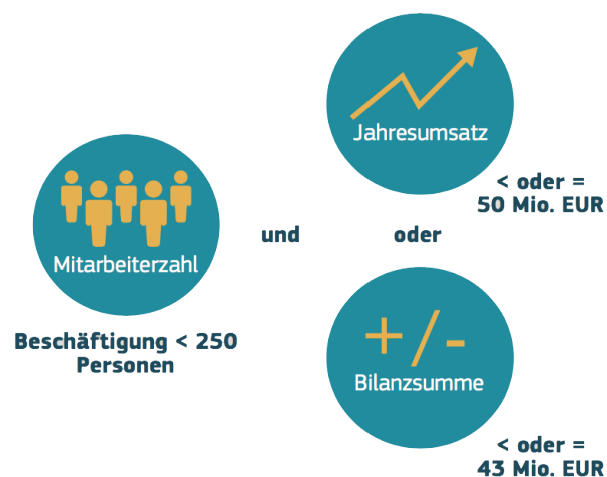 Jahresumsatz
< oder =
50 Mio. EUR
Mitarbeiterzahl
und
oder
Beschäftigung < 250
Personen
+/-
Bilanzsumme
< oder =
43 Mio. EUR